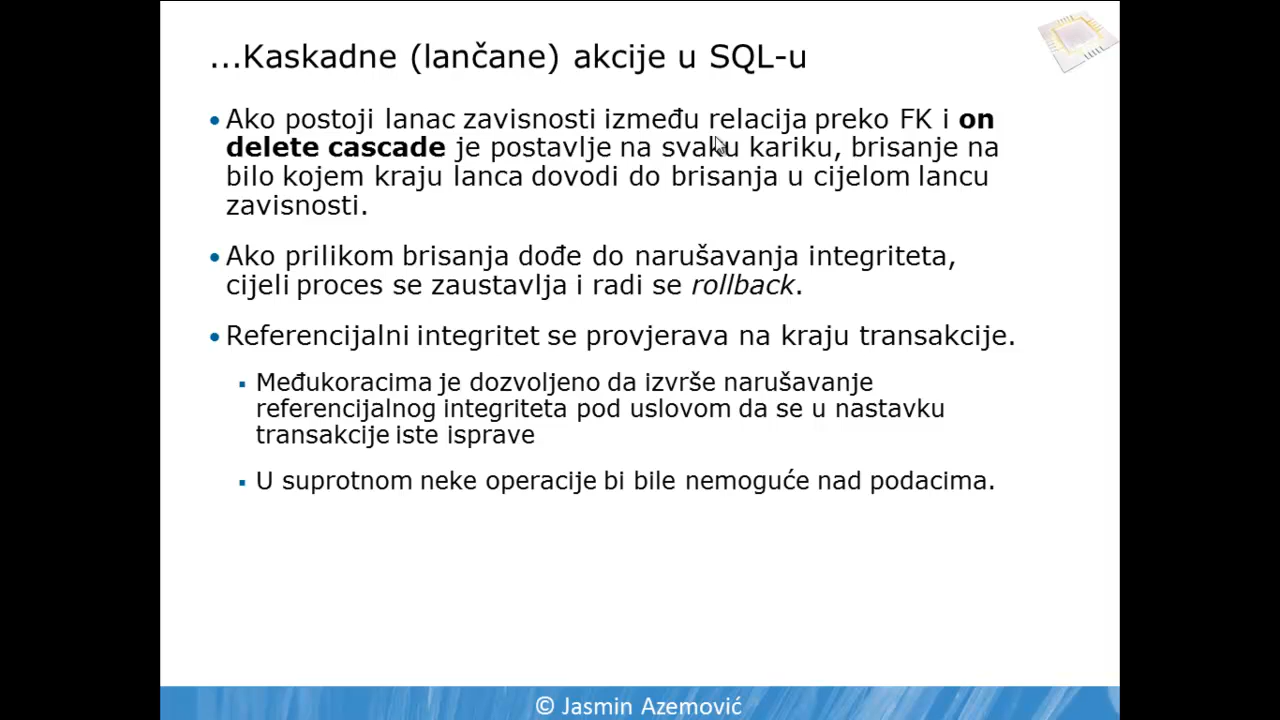 ...Kaskadne (lančane) akcije u SQL-u
• Ako postoji lanac zavisnosti između relacija preko FK i on
delete cascade je postavlje na svaku kariku, brisanje na
bilo kojem kraju lanca dovodi do brisanja u cijelom lancu
zavisnosti.
• Ako prilikom brisanja dođe do narušavanja integriteta,
cijeli proces se zaustavlja i radi se rollback.
• Referencijalni integritet se provjerava na kraju transakcije.
▪ Međukoracima je dozvoljeno da izvrše narušavanje
referencijalnog integriteta pod uslovom da se u nastavku
transakcije iste isprave
▪ U suprotnom neke operacije bi bile nemoguće nad podacima.
© Jasmin Azemović